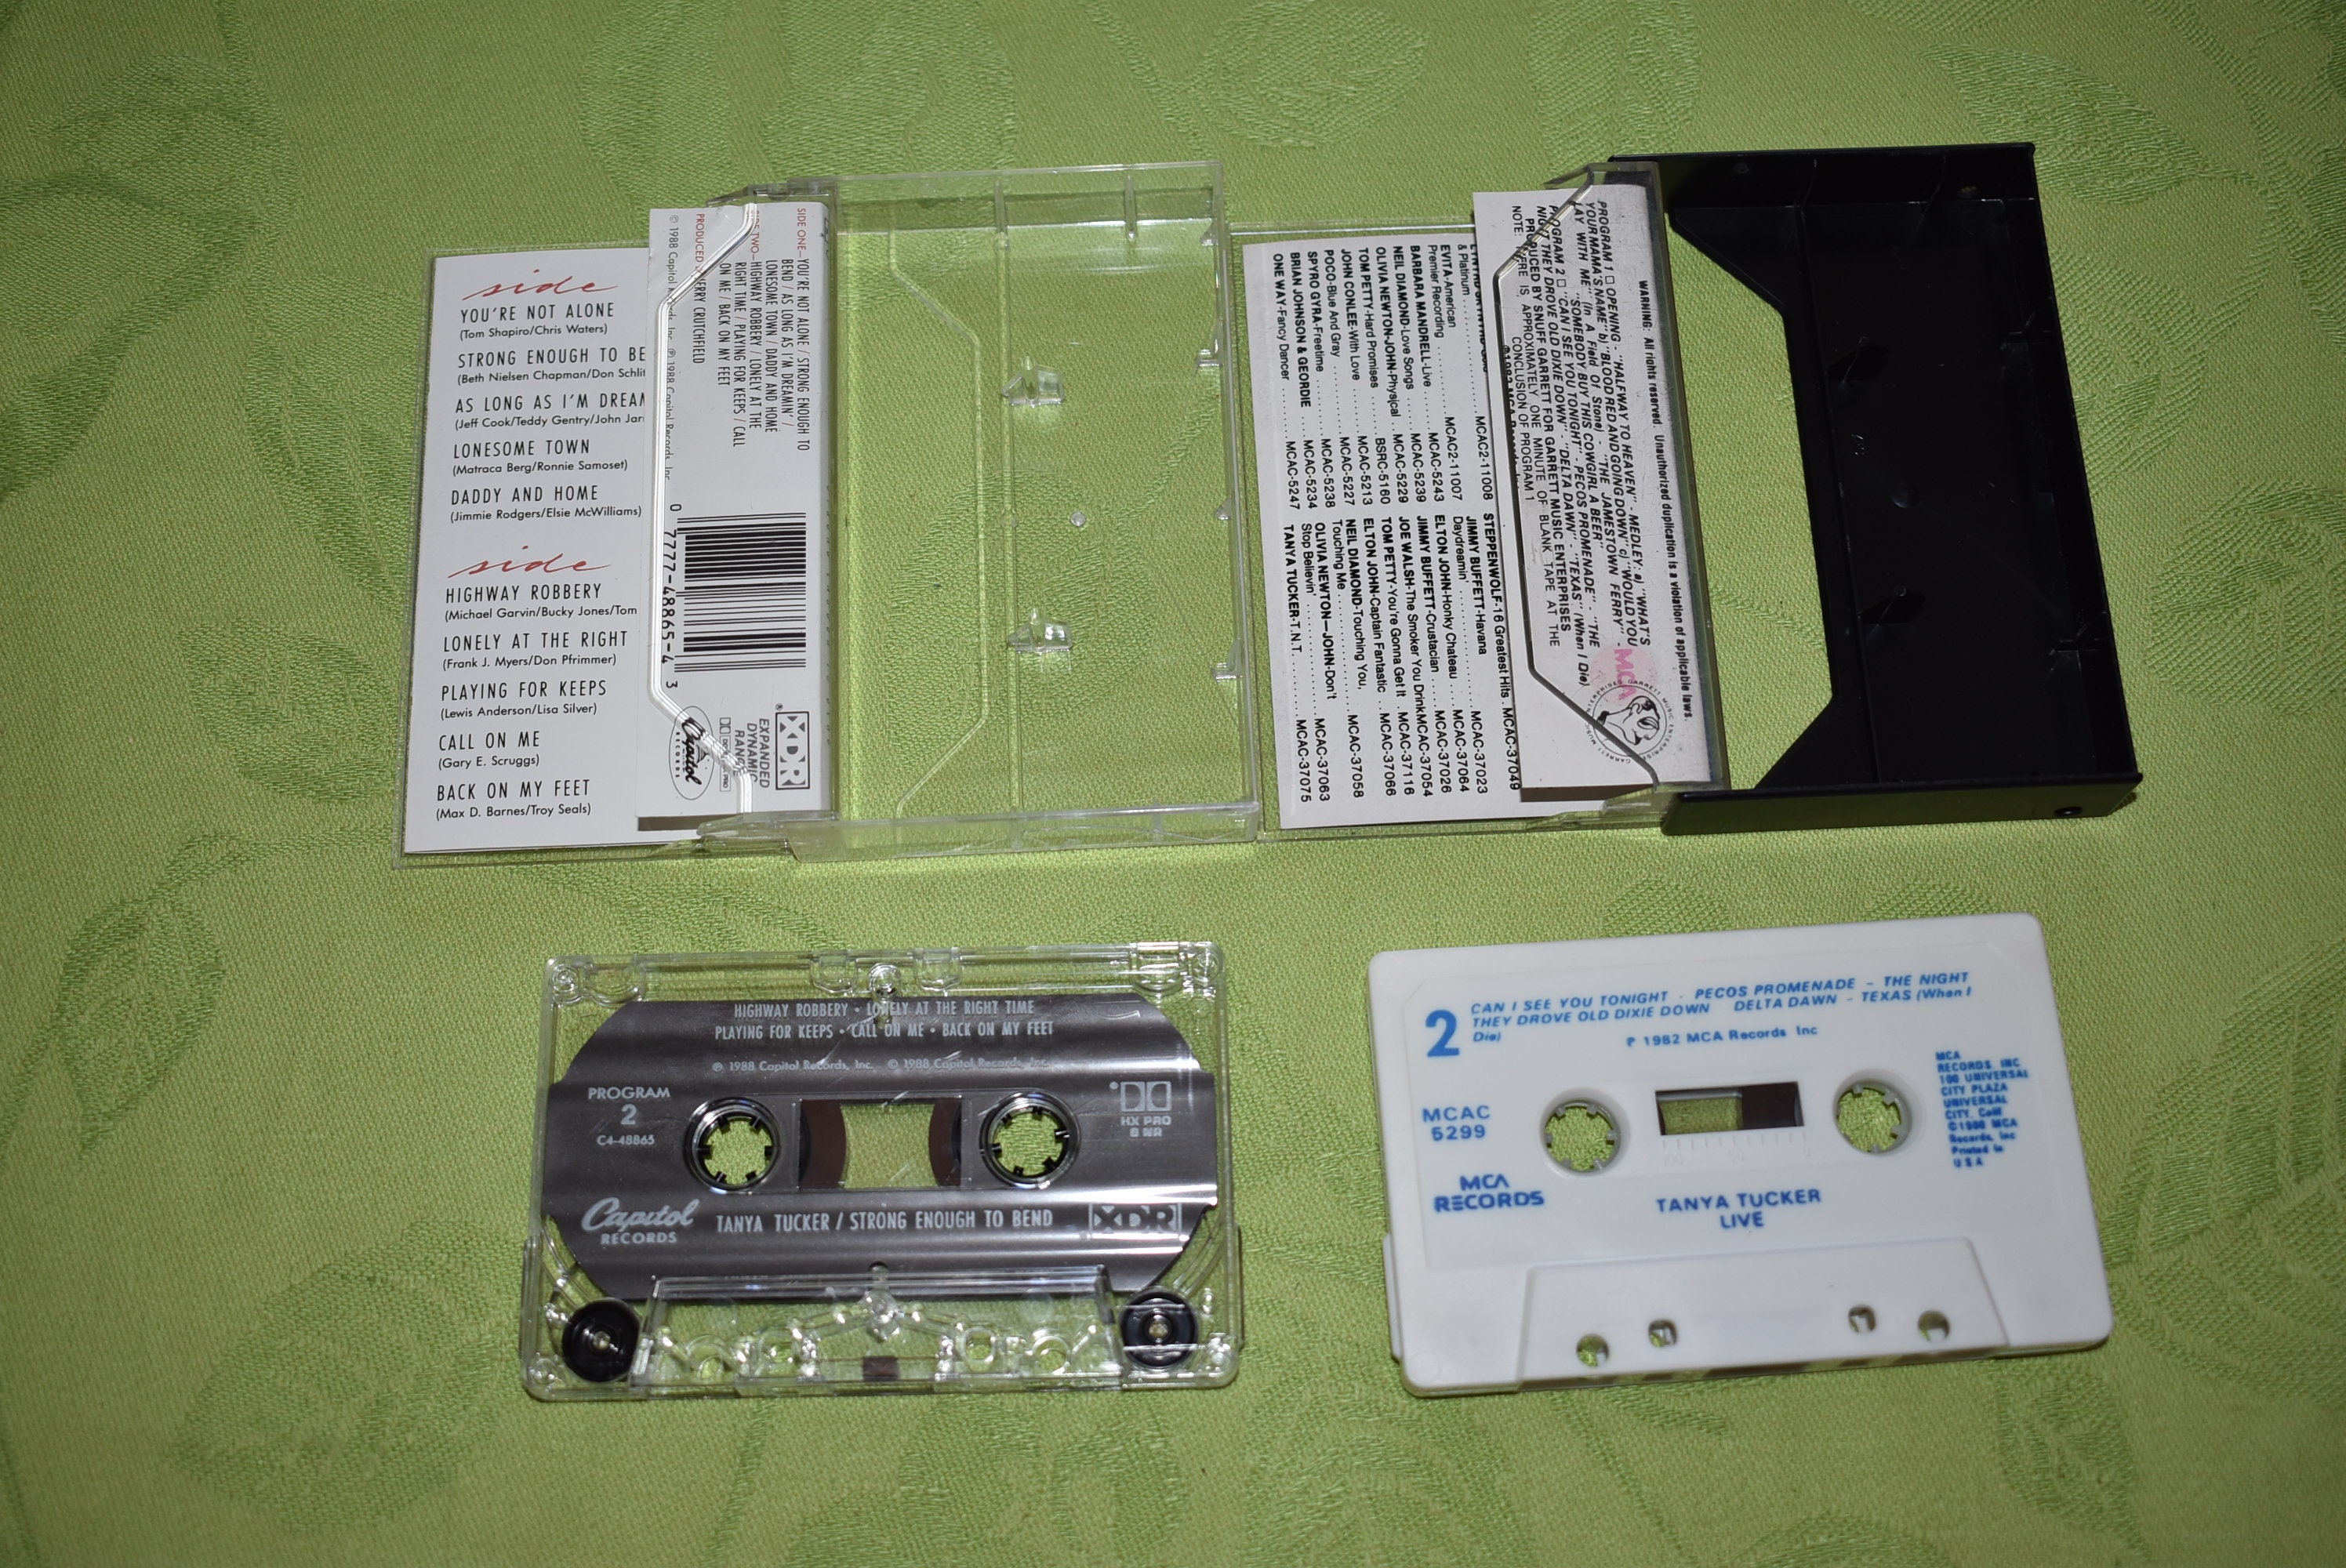 side
YOU'RE NOT ALONE
(Tom Shapiro/Chris Waters)
STRONG ENOUGH TO BE
(Beth Nielsen Chapman/Don Schlit
AS LONG AS I'M DREAM
(Jeff Cook/Teddy Gentry/John Jar
LONESOME TOWN
(Matraca Berg/Ronnie Samoset)
DADDY AND HOME
(Jimmie Rodgers/Elsie McWilliams)
side
HIGHWAY ROBBERY
(Michael Garvin/Bucky Jones/Tom
LONELY AT THE RIGHT
(Frank J. Myers/Don Pfrimmer)
PLAYING FOR KEEPS
(Lewis Anderson/Lisa Silver)
CALL ON ME
(Gary E. Scruggs)
BACK ON MY FEET
(Max D. Barnes/Troy Seals)
SIDE ONE—YOU'RE NOT ALONE / STRONG ENOUGH TO
BEND / AS LONG AS I'M DREAMIN' /
LONESOME TOWN / DADDY AND HOME
SIDE TWO—HIGHWAY ROBBERY / LONELY AT THE
RIGHT TIME / PLAYING FOR KEEPS / CALL
ON ME / BACK ON MY FEET
PRODUCED JERRY CRUTCHFIELD
© 1988 Capitol Records, Inc. ℗ 1988 Capitol Records, Inc.
0 7777-48865-4 3
XDR®
EXPANDED
DYNAMIC
RANGE
Capitol
RECORDS
& Platinum MCAC2-11008
EVITA-American
Premier Recording MCAC2-11007
BARBARA MANDRELL-Live MCAC-5243
NEIL DIAMOND-Love Songs MCAC-5239
OLIVIA NEWTON-JOHN-Physical MCAC-5229
TOM PETTY-Hard Promises BSRC-5160
JOHN CONLEE-With Love MCAC-5213
POCO-Blue And Gray MCAC-5227
SPYRO GYRA-Freetime MCAC-5238
BRIAN JOHNSON & GEORDIE MCAC-5234
ONE WAY-Fancy Dancer MCAC-5247
STEPPENWOLF-16 Greatest Hits MCAC-37049
JIMMY BUFFETT-Havana
Daydreamin' MCAC-37023
ELTON JOHN-Honky Chateau MCAC-37064
JIMMY BUFFETT-Crustacian MCAC-37026
JOE WALSH-The Smoker You Drink MCAC-37054
TOM PETTY-You're Gonna Get It MCAC-37116
ELTON JOHN-Captain Fantastic MCAC-37066
NEIL DIAMOND-Touching You,
Touching Me MCAC-37058
OLIVIA NEWTON—JOHN-Don't
Stop Believin' MCAC-37063
TANYA TUCKER-T.N.T. MCAC-37075
WARNING: All rights reserved. Unauthorized duplication is a violation of applicable laws.
PROGRAM 1 □ OPENING - "HALFWAY TO HEAVEN" - MEDLEY: a) "WHAT'S
YOUR MAMA'S NAME" b) "BLOOD RED AND GOING DOWN" c) "WOULD YOU
LAY WITH ME" (In A Field Of Stone) - "THE JAMESTOWN FERRY" -
"SOMEBODY BUY THIS COWGIRL A BEER"
PROGRAM 2 □ "CAN I SEE YOU TONIGHT" - PECOS PROMENADE" - "THE
NIGHT THEY DROVE OLD DIXIE DOWN" - "DELTA DAWN" - "TEXAS" (When I Die)
PRODUCED BY SNUFF GARRETT FOR GARRETT MUSIC ENTERPRISES
NOTE: THERE IS APPROXIMATELY ONE MINUTE OF BLANK TAPE AT THE
CONCLUSION OF PROGRAM 1
MCA
GARRETT MUSIC ENTERPRISES
HIGHWAY ROBBERY • LONELY AT THE RIGHT TIME
PLAYING FOR KEEPS • CALL ON ME • BACK ON MY FEET
℗ 1988 Capitol Records, Inc. © 1988 Capitol Records, Inc.
PROGRAM
2
C4-48865
HX PRO
B NR
Capitol
RECORDS
TANYA TUCKER / STRONG ENOUGH TO BEND
XDR
2
CAN I SEE YOU TONIGHT - PECOS PROMENADE - THE NIGHT
THEY DROVE OLD DIXIE DOWN DELTA DAWN - TEXAS (When I
Die)
℗ 1982 MCA Records Inc
MCAC
5299
MCA
RECORDS
MCA
RECORDS, INC
100 UNIVERSAL
CITY PLAZA
UNIVERSAL
CITY, Calif
©1980 MCA
Records, Inc
Printed in
U S A
100 50 0
TANYA TUCKER
LIVE